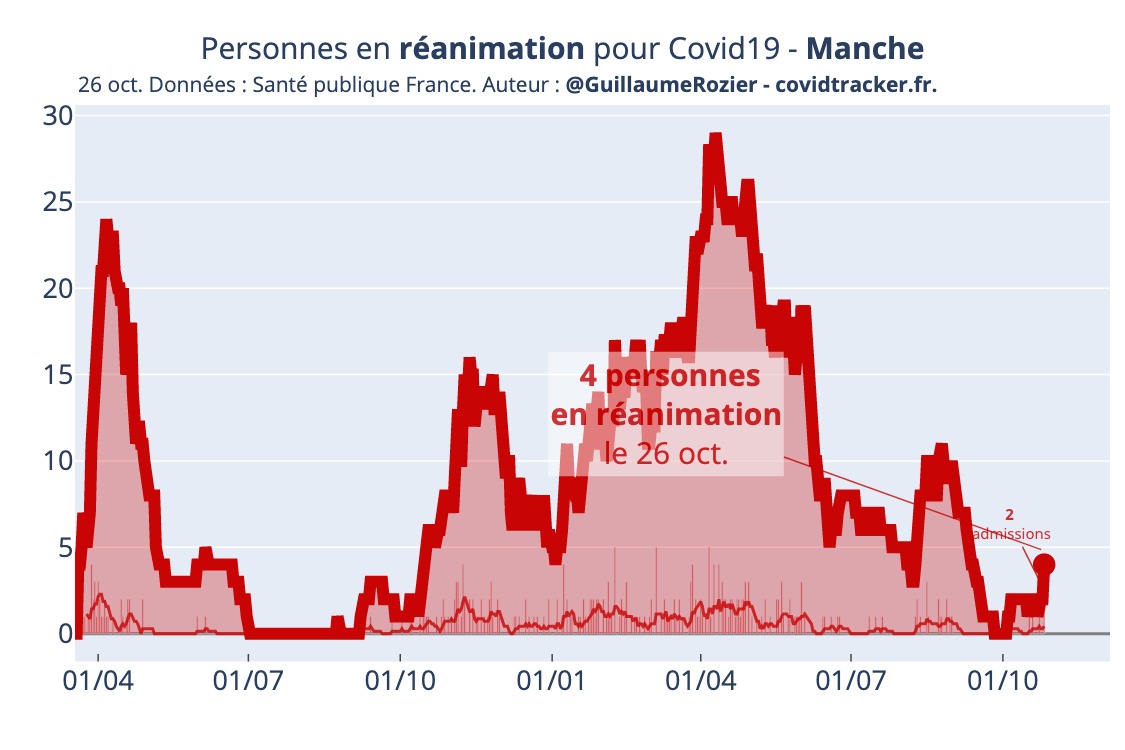 Personnes en réanimation pour Covid19 - Manche
26 oct. Données : Santé publique France. Auteur : @GuillaumeRozier - covidtracker.fr.
30
25
20
15
10
5
0
4 personnes
en réanimation
le 26 oct.
2
admissions
01/04
01/07
01/10
01/01
01/04
01/07
01/10